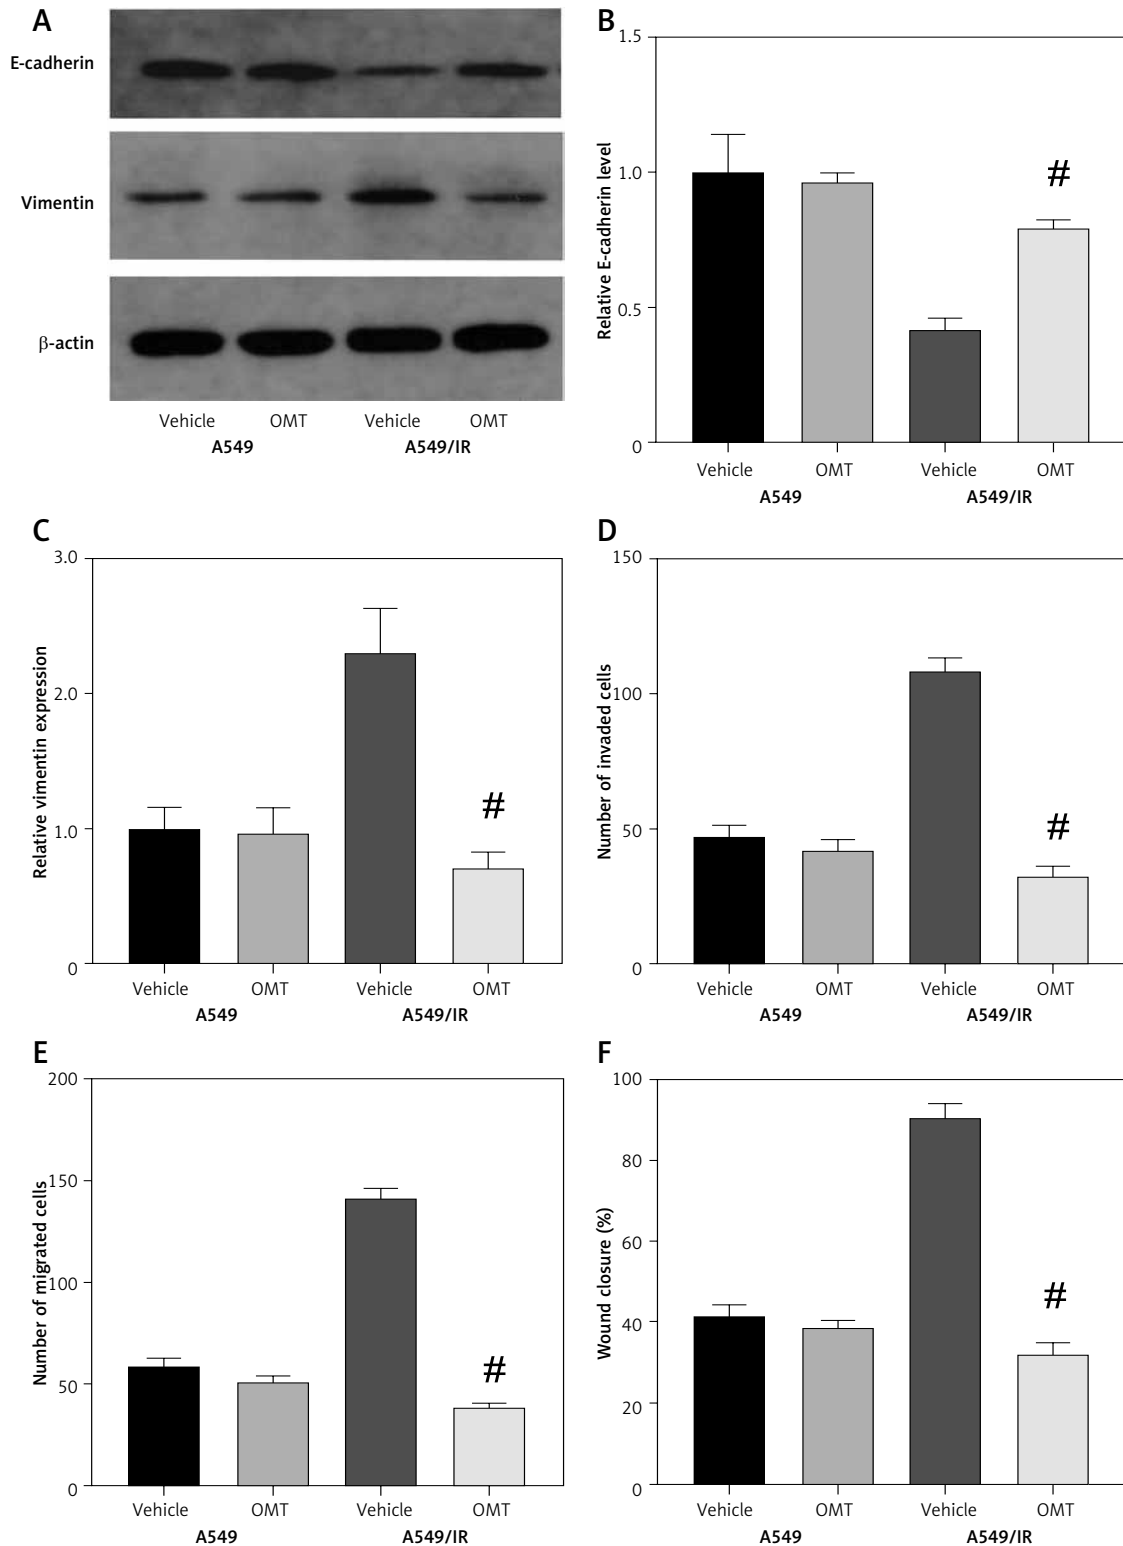 A
E-cadherin
Vimentin
β-actin
Vehicle OMT Vehicle OMT
A549 A549/IR
B
Relative E-cadherin level
1.5
1.0
0.5
0
#
Vehicle OMT Vehicle OMT
A549 A549/IR
C
Relative vimentin expression
3.0
2.0
1.0
0
#
Vehicle OMT Vehicle OMT
A549 A549/IR
D
Number of invaded cells
150
100
50
0
#
Vehicle OMT Vehicle OMT
A549 A549/IR
E
Number of migrated cells
200
150
100
50
0
#
Vehicle OMT Vehicle OMT
A549 A549/IR
F
Wound closure (%)
100
80
60
40
20
0
#
Vehicle OMT Vehicle OMT
A549 A549/IR